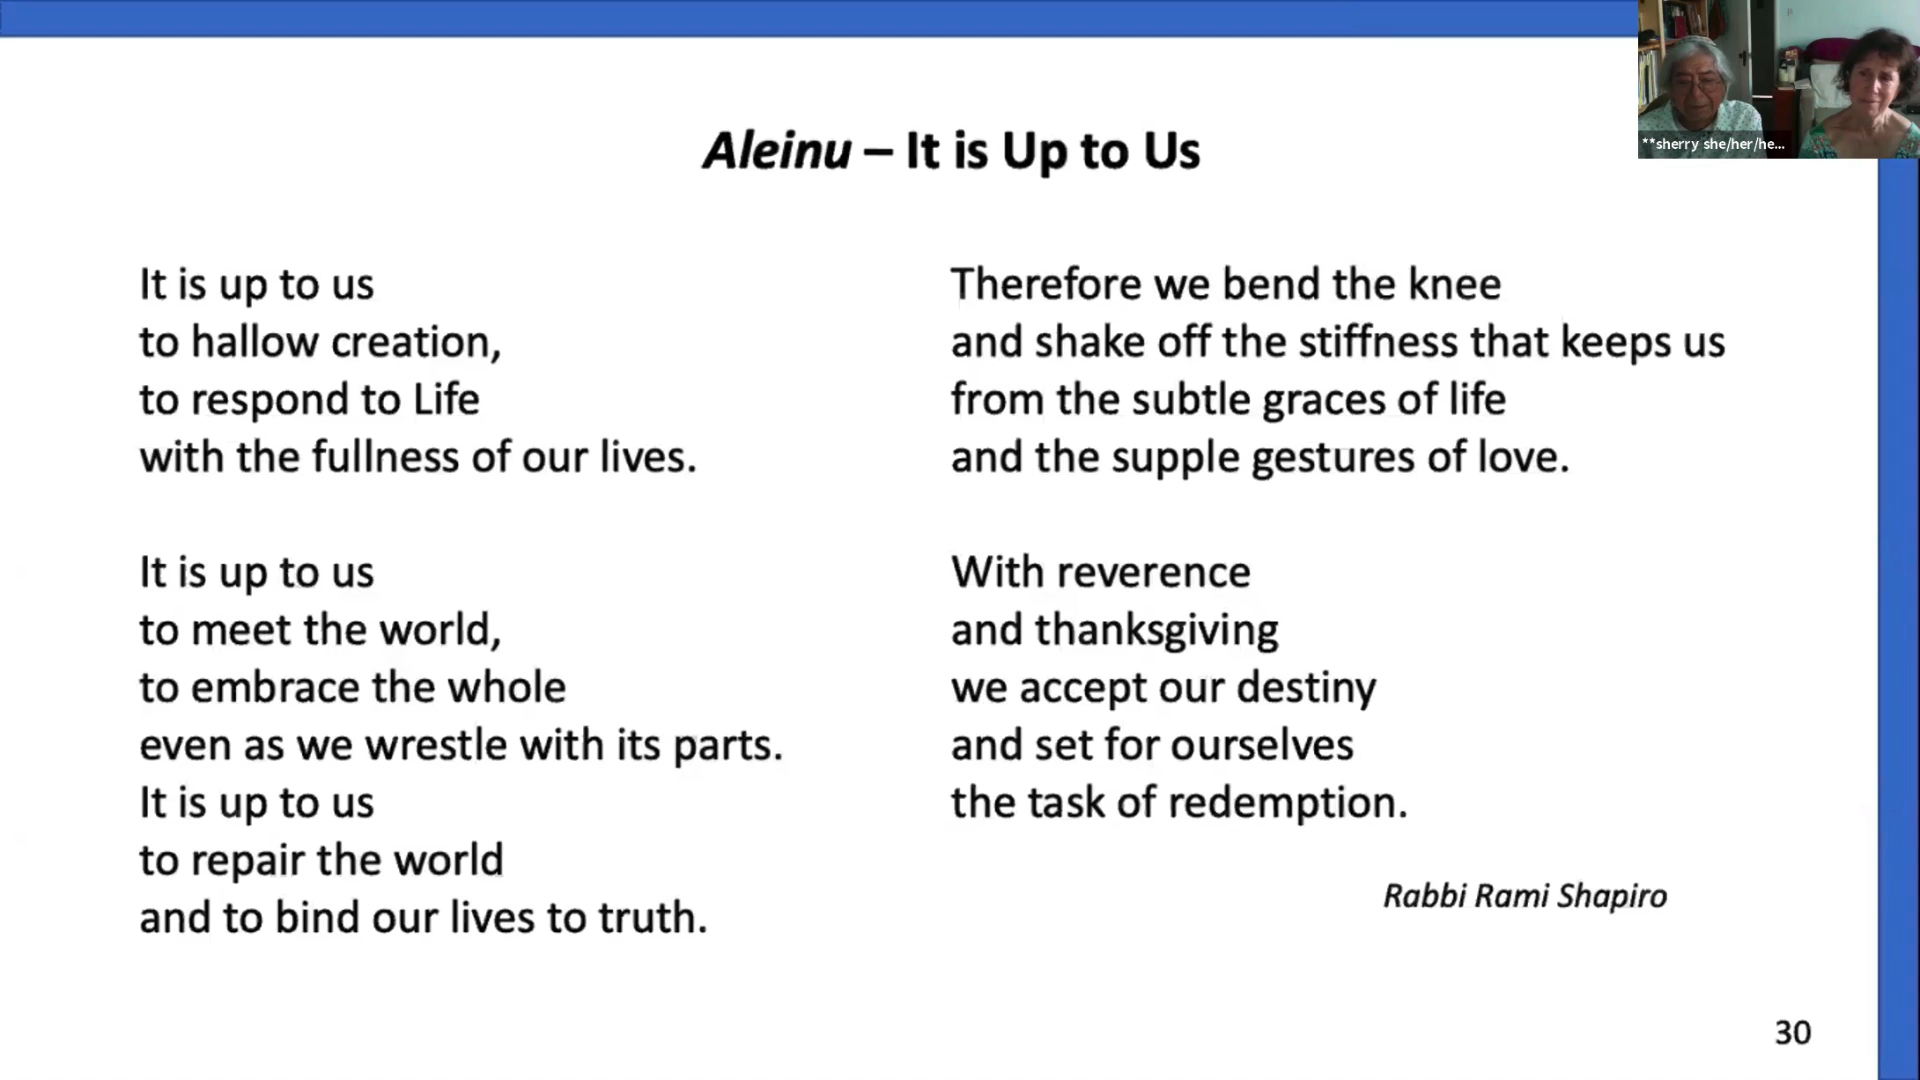 **sherry she/her/he...
Aleinu – It is Up to Us
It is up to us
to hallow creation,
to respond to Life
with the fullness of our lives.
It is up to us
to meet the world,
to embrace the whole
even as we wrestle with its parts.
It is up to us
to repair the world
and to bind our lives to truth.
Therefore we bend the knee
and shake off the stiffness that keeps us
from the subtle graces of life
and the supple gestures of love.
With reverence
and thanksgiving
we accept our destiny
and set for ourselves
the task of redemption.
Rabbi Rami Shapiro
30